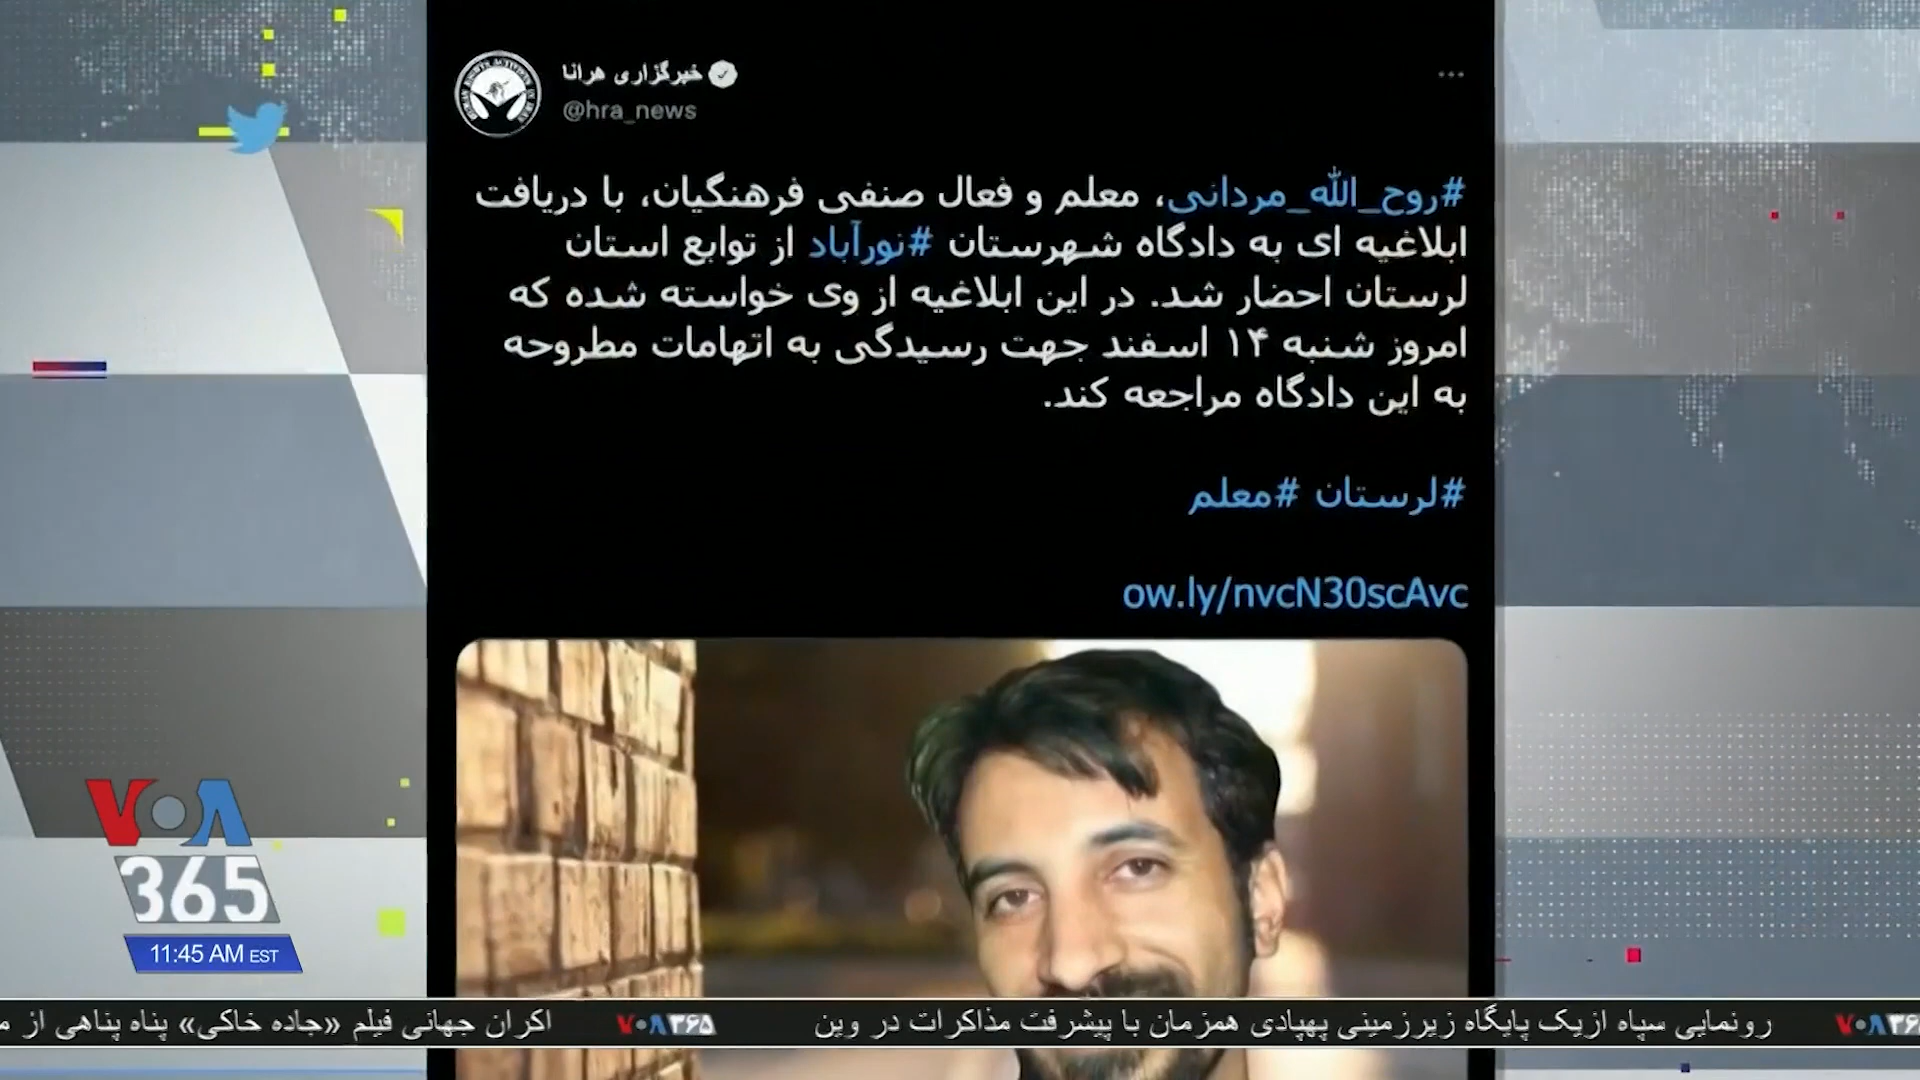 خبرگزاری هرانا
@hra_news
#روح_الله_مردانی، معلم و فعال صنفی فرهنگیان، با دریافت
ابلاغیه ای به دادگاه شهرستان #نورآباد از توابع استان
لرستان احضار شد. در این ابلاغیه از وی خواسته شده که
امروز شنبه ۱۴ اسفند جهت رسیدگی به اتهامات مطروحه
به این دادگاه مراجعه کند.
#لرستان #معلم
ow.ly/nvcN30scAvc
VOA
365
11:45 AM EST
VOA۳۶۵ رونمایی سپاه ازیک پایگاه زیرزمینی پهپادی همزمان با پیشرفت مذاکرات در وین VOA۳۶۵ اکران جهانی فیلم «جاده خاکی» پناه پناهی از